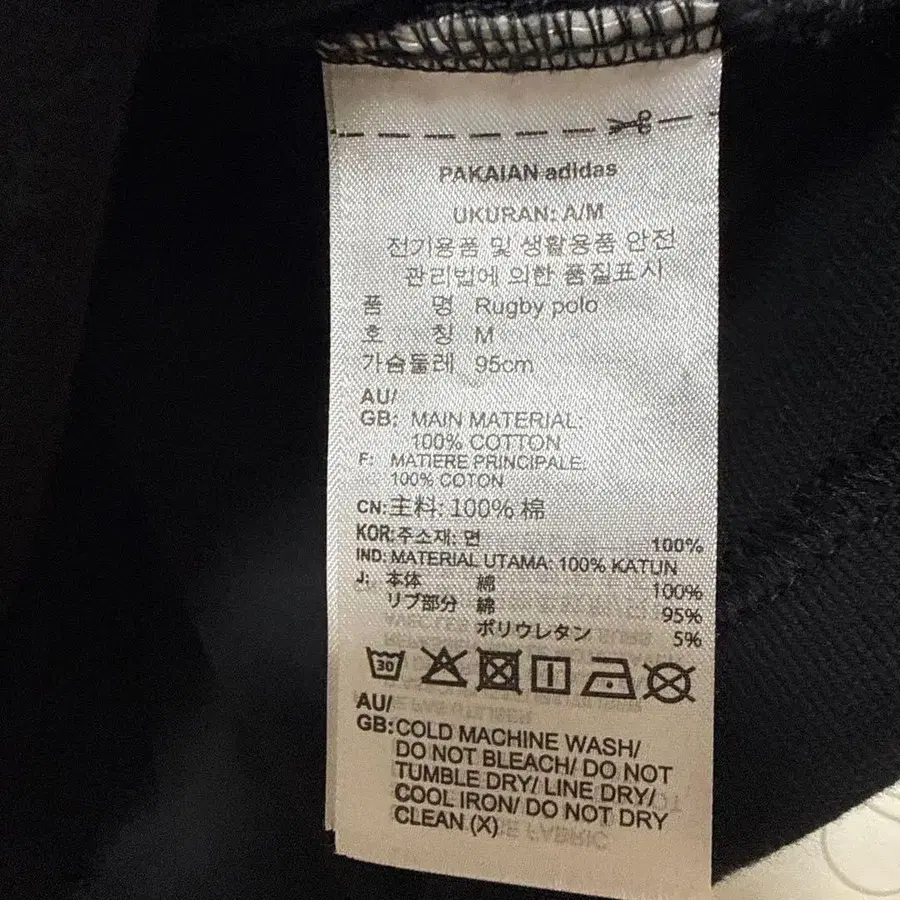 PAKAIAN adidas
UKURAN: A/M
전기용품 및 생활용품 안전
관리법에 의한 품질표시
품 명 Rugby polo
호 칭 M
가슴둘레 95cm
AU/
GB: MAIN MATERIAL:
100% COTTON
F: MATIERE PRINCIPALE:
100% COTON
CN:主料: 100% 棉
KOR:주소재: 면 100%
IND: MATERIAL UTAMA: 100% KATUN
J: 本体 綿 100%
リブ部分 綿 95%
ポリウレタン 5%
30
AU/
GB:COLD MACHINE WASH/
DO NOT BLEACH/ DO NOT
TUMBLE DRY/ LINE DRY/
COOL IRON/ DO NOT DRY
CLEAN (X)